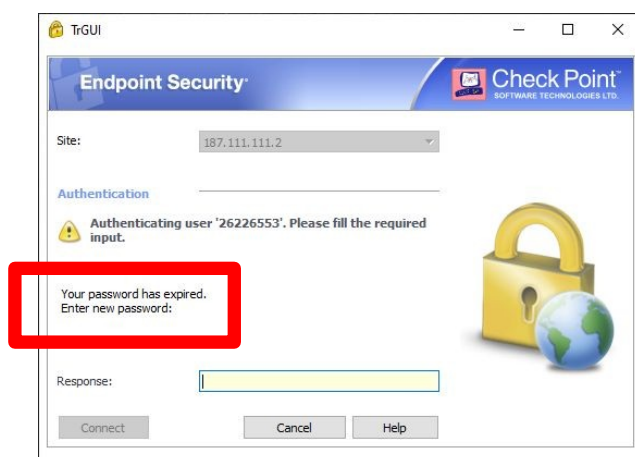 TrGUI
Endpoint Security
Check Point™
SOFTWARE TECHNOLOGIES LTD.
Site:
187.111.111.2
Authentication
Authenticating user '26226553'. Please fill the required
input.
Your password has expired.
Enter new password:
Response:
Connect
Cancel
Help